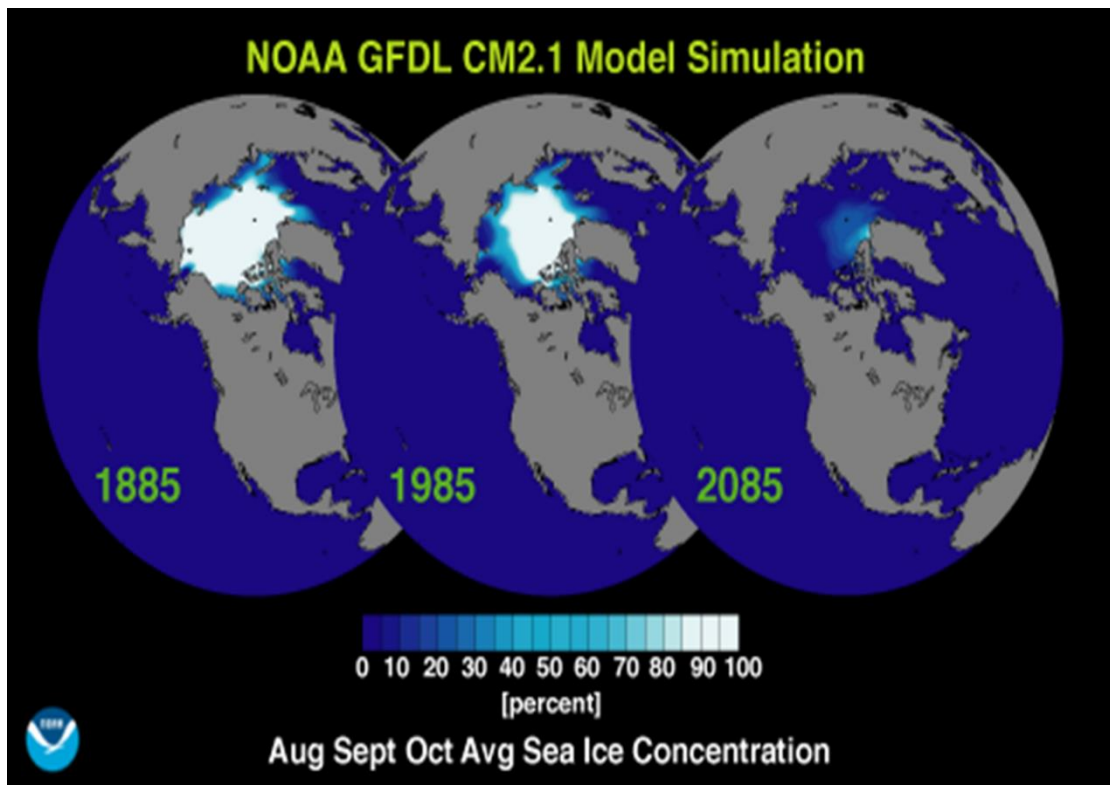 NOAA GFDL CM2.1 Model Simulation
1885 1985 2085
0 10 20 30 40 50 60 70 80 90 100
[percent]
NOAA
Aug Sept Oct Avg Sea Ice Concentration